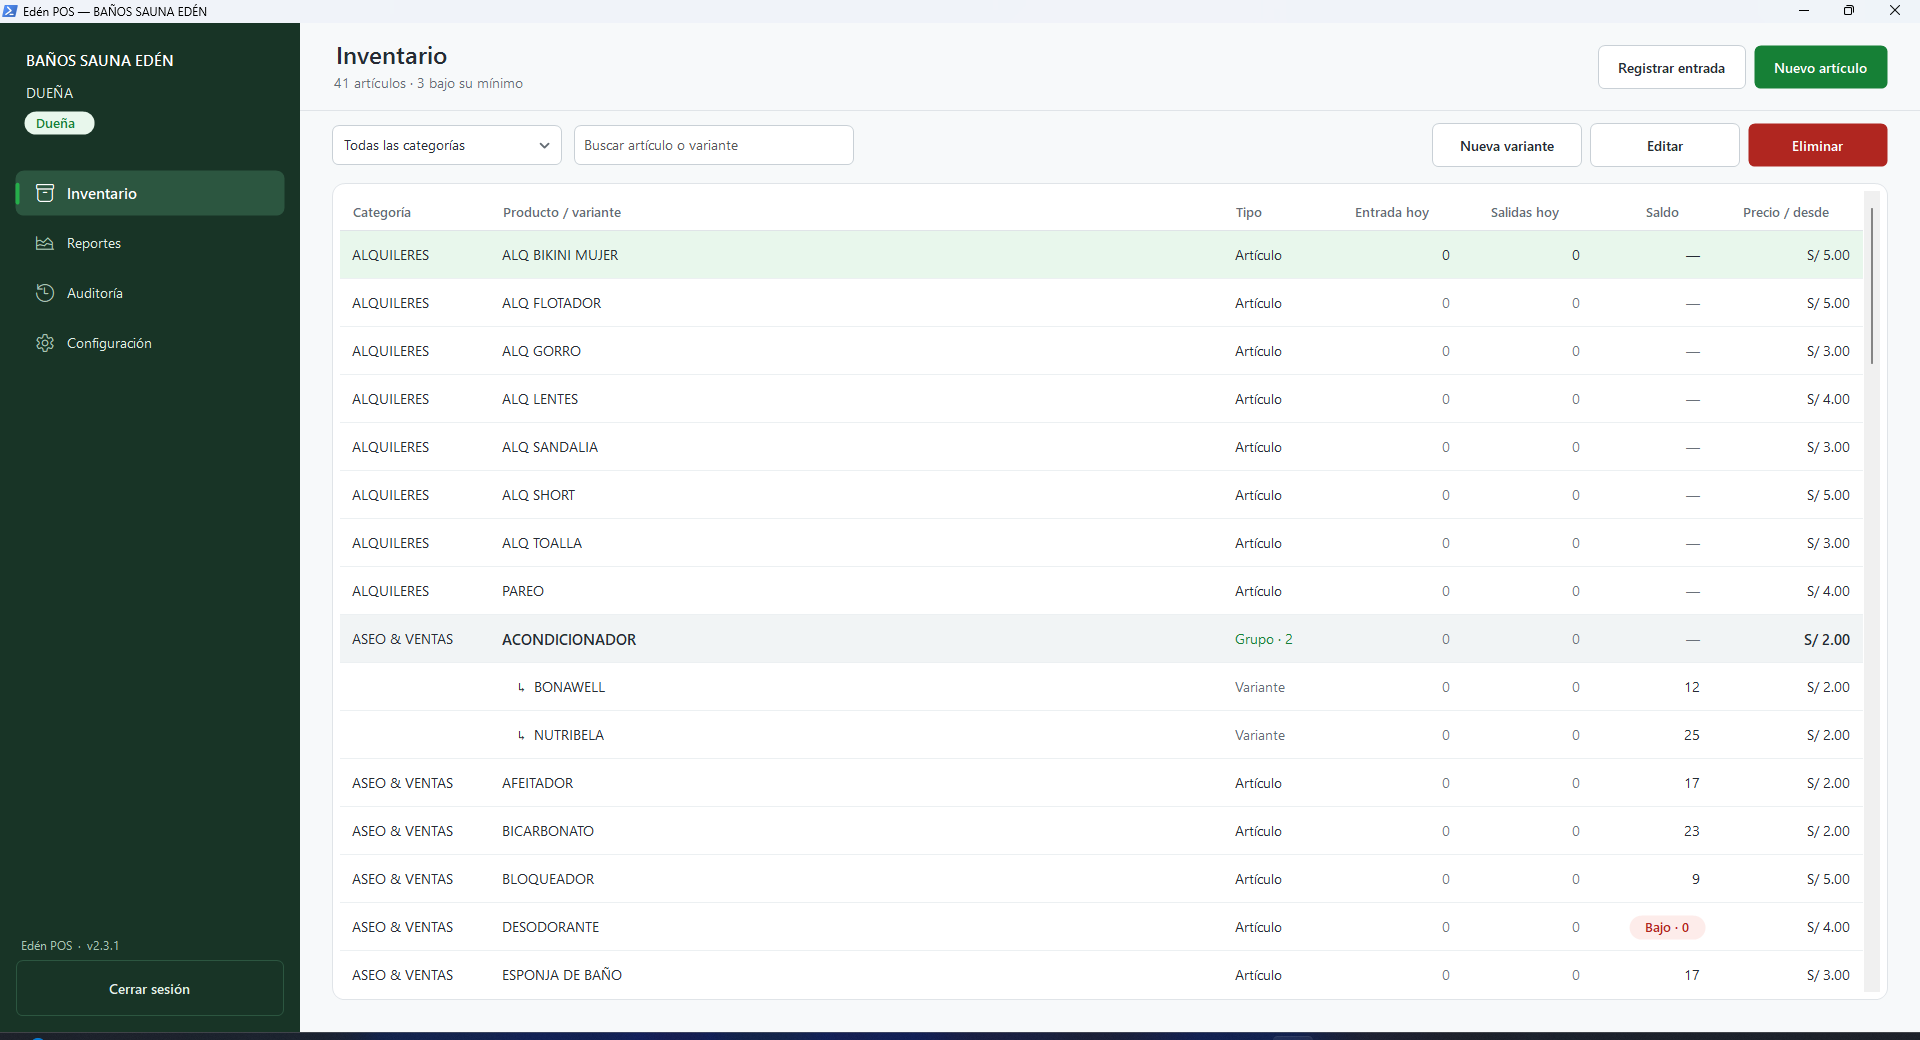 Edén POS — BAÑOS SAUNA EDÉN
BAÑOS SAUNA EDÉN
DUEÑA
Dueña
Inventario
Reportes
Auditoría
Configuración
Edén POS · v2.3.1
Cerrar sesión
Inventario
41 artículos · 3 bajo su mínimo
Registrar entrada
Nuevo artículo
Todas las categorías
Buscar artículo o variante
Nueva variante
Editar
Eliminar
Categoría Producto / variante Tipo Entrada hoy Salidas hoy Saldo Precio / desde
ALQUILERES ALQ BIKINI MUJER Artículo 0 0 — S/ 5.00
ALQUILERES ALQ FLOTADOR Artículo 0 0 — S/ 5.00
ALQUILERES ALQ GORRO Artículo 0 0 — S/ 3.00
ALQUILERES ALQ LENTES Artículo 0 0 — S/ 4.00
ALQUILERES ALQ SANDALIA Artículo 0 0 — S/ 3.00
ALQUILERES ALQ SHORT Artículo 0 0 — S/ 5.00
ALQUILERES ALQ TOALLA Artículo 0 0 — S/ 3.00
ALQUILERES PAREO Artículo 0 0 — S/ 4.00
ASEO & VENTAS ACONDICIONADOR Grupo · 2 0 0 — S/ 2.00
↳ BONAWELL Variante 0 0 12 S/ 2.00
↳ NUTRIBELA Variante 0 0 25 S/ 2.00
ASEO & VENTAS AFEITADOR Artículo 0 0 17 S/ 2.00
ASEO & VENTAS BICARBONATO Artículo 0 0 23 S/ 2.00
ASEO & VENTAS BLOQUEADOR Artículo 0 0 9 S/ 5.00
ASEO & VENTAS DESODORANTE Artículo 0 0 Bajo · 0 S/ 4.00
ASEO & VENTAS ESPONJA DE BAÑO Artículo 0 0 17 S/ 3.00